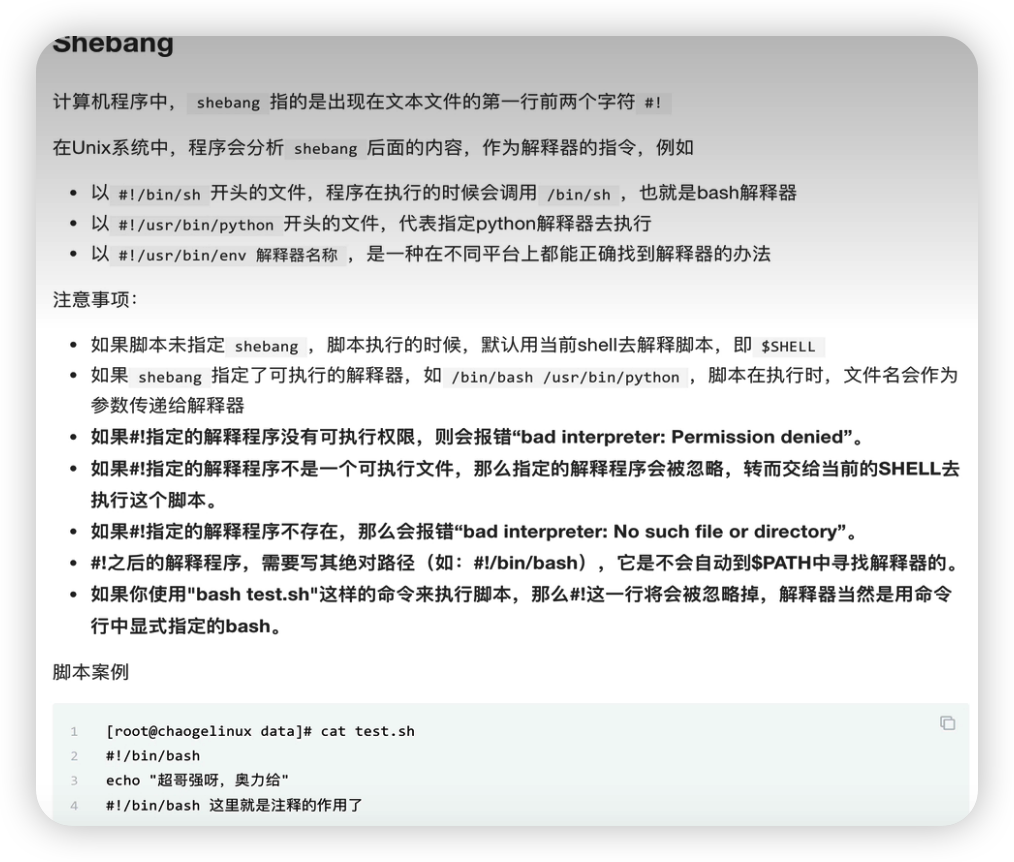 Shebang
计算机程序中， shebang 指的是出现在文本文件的第一行前两个字符 #!
在Unix系统中，程序会分析 shebang 后面的内容，作为解释器的指令，例如
• 以 #!/bin/sh 开头的文件，程序在执行的时候会调用 /bin/sh ，也就是bash解释器
• 以 #!/usr/bin/python 开头的文件，代表指定python解释器去执行
• 以 #!/usr/bin/env 解释器名称 ，是一种在不同平台上都能正确找到解释器的办法
注意事项：
• 如果脚本未指定 shebang ，脚本执行的时候，默认用当前shell去解释脚本，即 $SHELL
• 如果 shebang 指定了可执行的解释器，如 /bin/bash /usr/bin/python ，脚本在执行时，文件名会作为
参数传递给解释器
• 如果#!指定的解释程序没有可执行权限，则会报错“bad interpreter: Permission denied”。
• 如果#!指定的解释程序不是一个可执行文件，那么指定的解释程序会被忽略，转而交给当前的SHELL去
执行这个脚本。
• 如果#!指定的解释程序不存在，那么会报错“bad interpreter: No such file or directory”。
• #!之后的解释程序，需要写其绝对路径（如：#!/bin/bash），它是不会自动到$PATH中寻找解释器的。
• 如果你使用"bash test.sh"这样的命令来执行脚本，那么#!这一行将会被忽略掉，解释器当然是用命令
行中显式指定的bash。
脚本案例
1 [root@chaogelinux data]# cat test.sh
2 #!/bin/bash
3 echo "超哥强呀，奥力给"
4 #!/bin/bash 这里就是注释的作用了